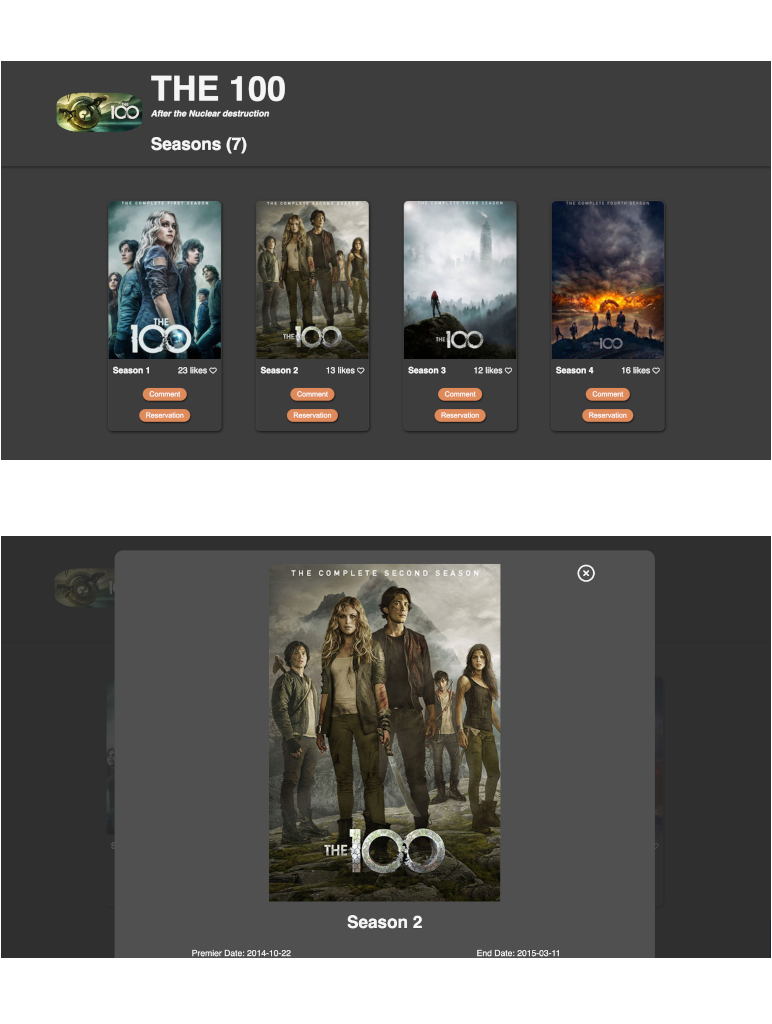 THE 100
THE 100
After the Nuclear destruction
Seasons (7)
THE COMPLETE FIRST SEASON
THE 100
Season 1 23 likes
Comment
Reservation
THE COMPLETE SECOND SEASON
THE 100
Season 2 13 likes
Comment
Reservation
THE COMPLETE THIRD SEASON
THE 100
Season 3 12 likes
Comment
Reservation
THE COMPLETE FOURTH SEASON
THE 100
Season 4 16 likes
Comment
Reservation
THE COMPLETE SECOND SEASON
THE 100
Season 2
Premier Date: 2014-10-22 End Date: 2015-03-11